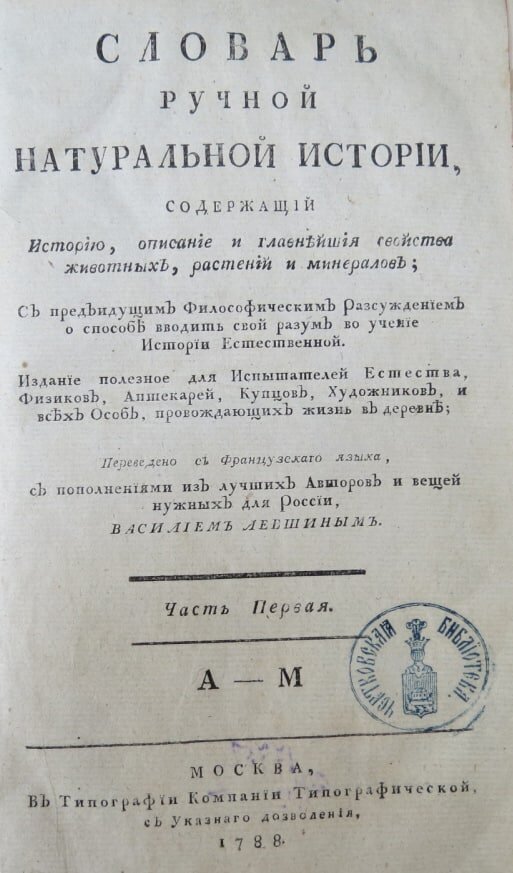 СЛОВАРЬ
РУЧНОЙ
НАТУРАЛЬНОЙ ИСТОРІИ,
СОДЕРЖАЩІЙ
Исторію, описаніе и главнѣйшія свойства
животныхъ, растеній и минераловъ;
Съ предъидущимъ Философическимъ Разсужденіемъ
о способѣ вводить свой разумъ во ученіе
Исторіи Естественной.
Изданіе полезное для Испытателей Естества,
Физиковъ, Аптекарей, Купцовъ, Художниковъ, и
всѣхъ Особъ, провождающихъ жизнь въ деревнѣ;
Переведено съ Французскаго языка,
съ пополненіями изъ лучшихъ Авторовъ и вещей
нужныхъ для Россіи,
ВАСИЛІЕМЪ ЛЕВШИНЫМЪ.
Часть Первая.
А — М
ЧЕРТКОВСКАЯ БИБЛІОТЕКА.
МОСКВА,
Въ Типографіи Компаніи Типографической,
съ Указнаго дозволенія,
1788.